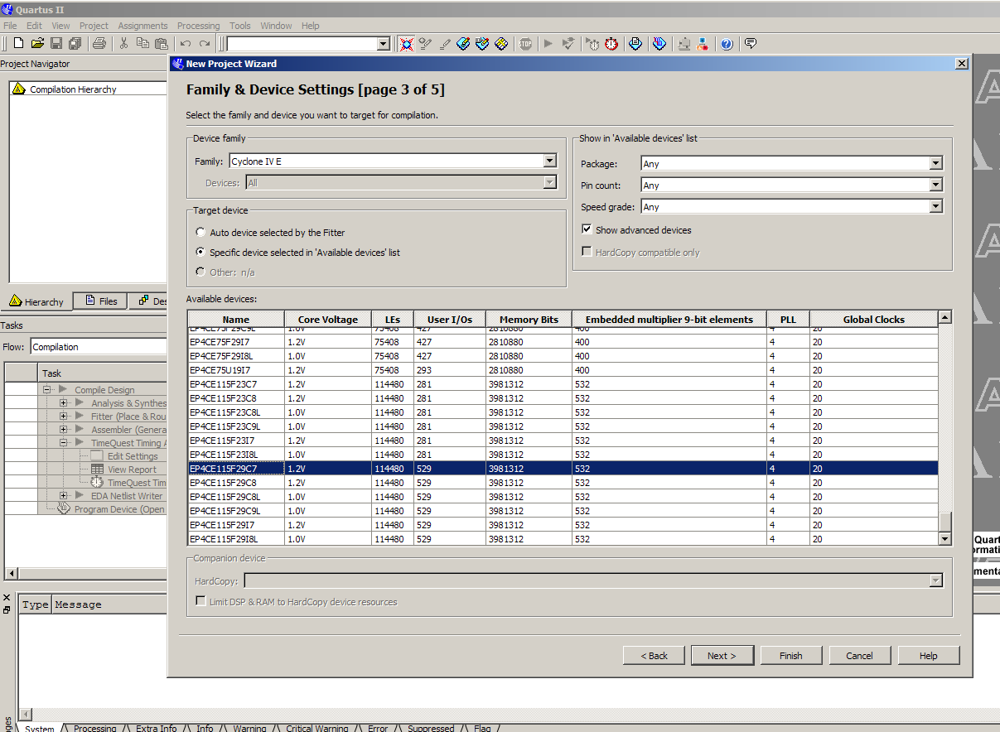 Quartus II
File Edit View Project Assignments Processing Tools Window Help
STOP
Project Navigator
Compilation Hierarchy
Hierarchy Files
Tasks
Flow: Compilation
Task
Compile Design
Analysis & Synthes
Fitter (Place & Rou
Assembler (Genera
TimeQuest Timing A
Edit Settings
View Report
TimeQuest Tim
EDA Netlist Writer
Program Device (Open
New Project Wizard
Family & Device Settings [page 3 of 5]
Select the family and device you want to target for compilation.
Device family
Family: Cyclone IV E
Devices: All
Target device
Auto device selected by the Fitter
Specific device selected in 'Available devices' list
Other: n/a
Show in 'Available devices' list
Package: Any
Pin count: Any
Speed grade: Any
Show advanced devices
HardCopy compatible only
Available devices:
Name Core Voltage LEs User I/Os Memory Bits Embedded multiplier 9-bit elements PLL Global Clocks
EP4CE75F29C9L 1.0V 75408 427 2810880 400 4 20
EP4CE75F29I7 1.2V 75408 427 2810880 400 4 20
EP4CE75F29I8L 1.0V 75408 427 2810880 400 4 20
EP4CE75U19I7 1.2V 75408 293 2810880 400 4 20
EP4CE115F23C7 1.2V 114480 281 3981312 532 4 20
EP4CE115F23C8 1.2V 114480 281 3981312 532 4 20
EP4CE115F23C8L 1.0V 114480 281 3981312 532 4 20
EP4CE115F23C9L 1.0V 114480 281 3981312 532 4 20
EP4CE115F23I7 1.2V 114480 281 3981312 532 4 20
EP4CE115F23I8L 1.0V 114480 281 3981312 532 4 20
EP4CE115F29C7 1.2V 114480 529 3981312 532 4 20
EP4CE115F29C8 1.2V 114480 529 3981312 532 4 20
EP4CE115F29C8L 1.0V 114480 529 3981312 532 4 20
EP4CE115F29C9L 1.0V 114480 529 3981312 532 4 20
EP4CE115F29I7 1.2V 114480 529 3981312 532 4 20
EP4CE115F29I8L 1.0V 114480 529 3981312 532 4 20
Companion device
HardCopy:
Limit DSP & RAM to HardCopy device resources
< Back Next > Finish Cancel Help
Quart
ormati
menta
Type Message
System Processing Extra Info Info Warning Critical Warning Error Suppressed Flag